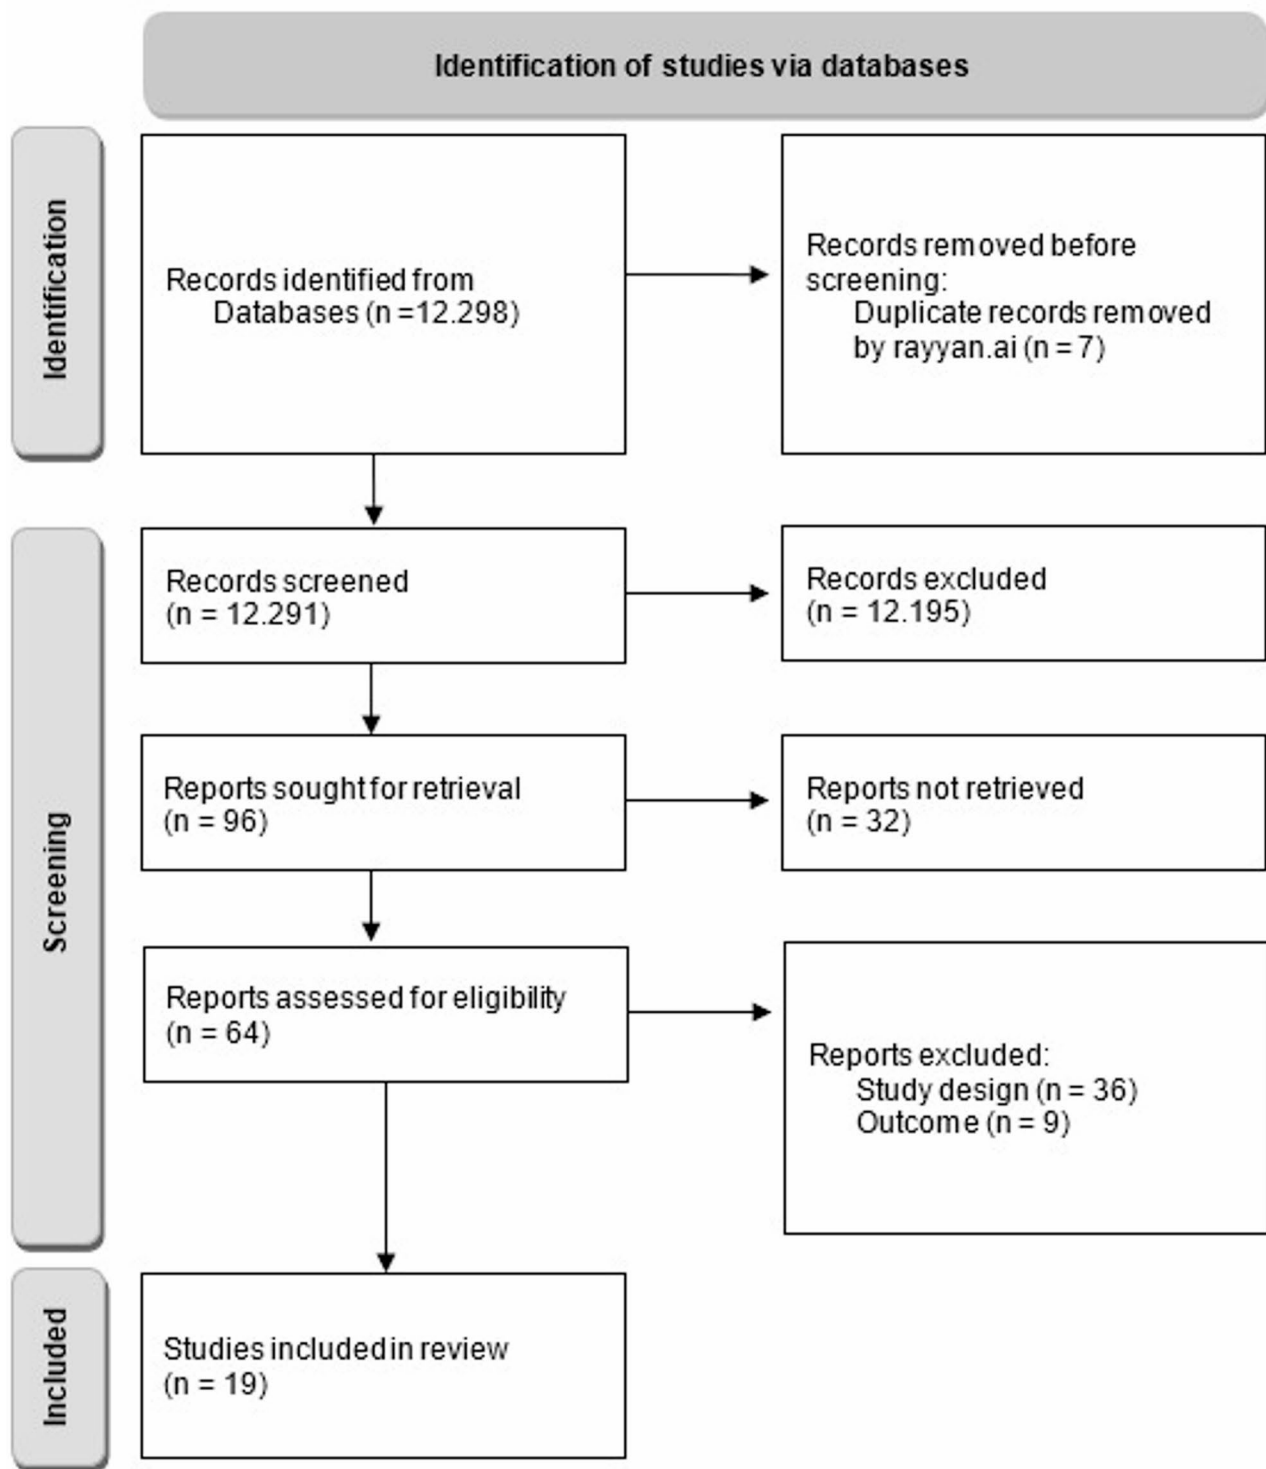 Identification of studies via databases
Identification
Records identified from
Databases (n =12.298)
Records removed before
screening:
Duplicate records removed
by rayyan.ai (n = 7)
Screening
Records screened
(n = 12.291)
Records excluded
(n = 12.195)
Reports sought for retrieval
(n = 96)
Reports not retrieved
(n = 32)
Reports assessed for eligibility
(n = 64)
Reports excluded:
Study design (n = 36)
Outcome (n = 9)
Included
Studies included in review
(n = 19)